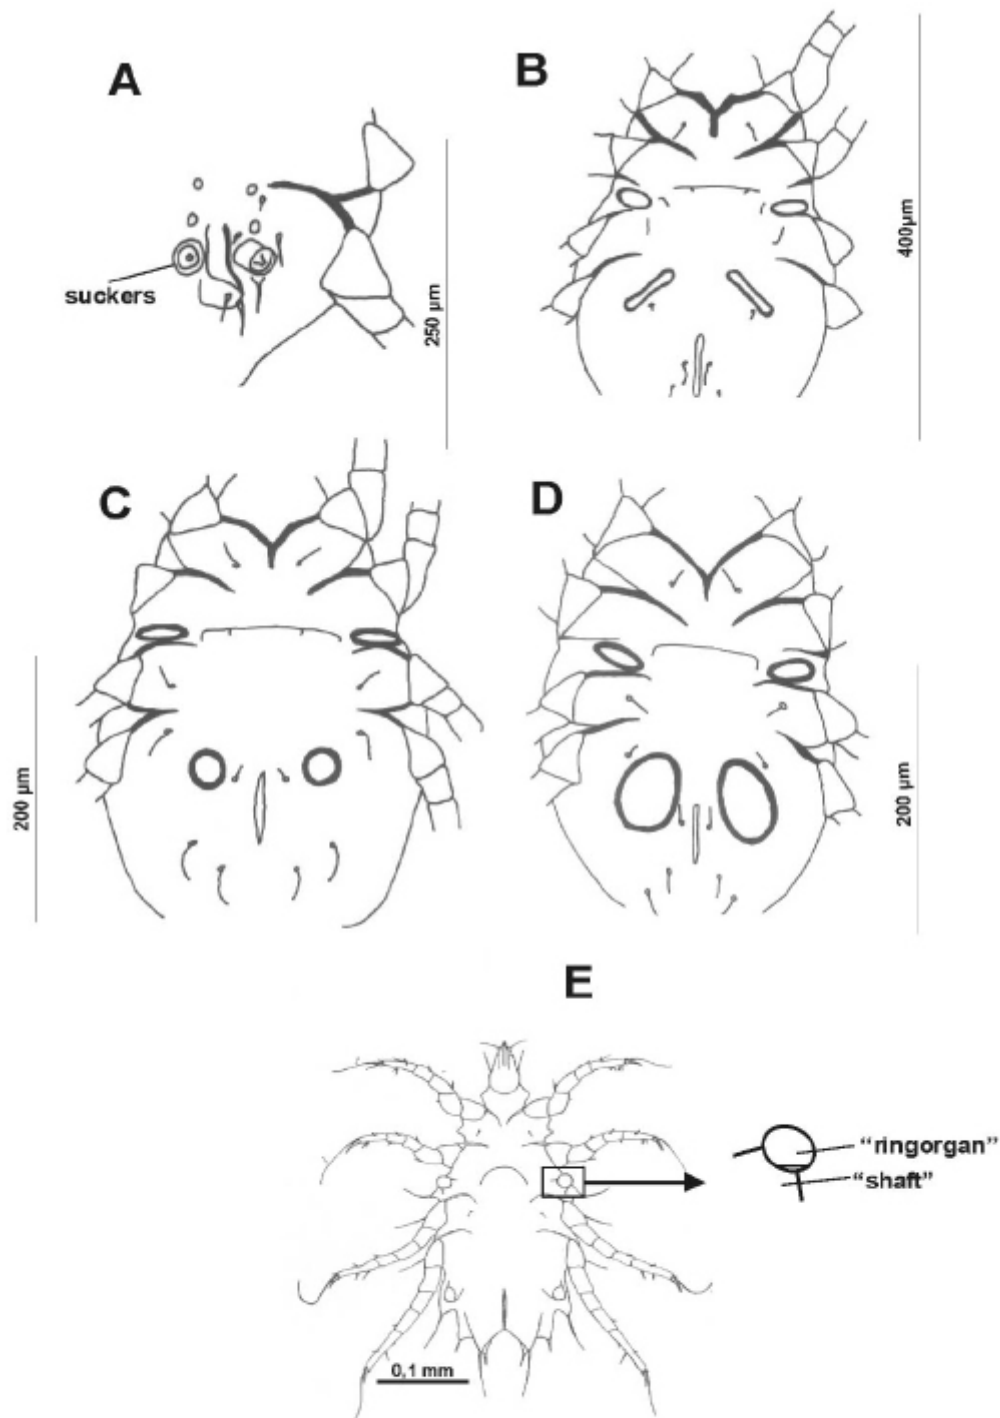 A
B
suckers
250 µm
400µm
C
D
200 µm
200 µm
E
“ringorgan”
“shaft”
0,1 mm